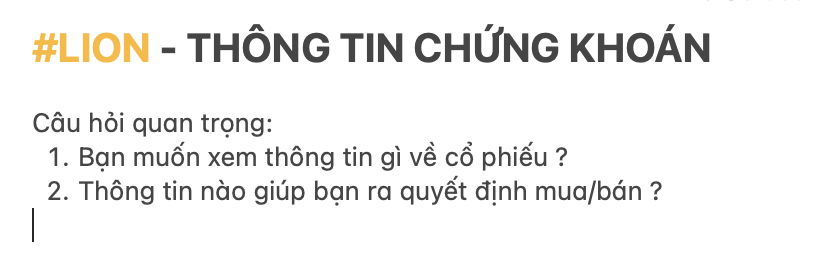 #LION - THÔNG TIN CHỨNG KHOÁN
Câu hỏi quan trọng:
1. Bạn muốn xem thông tin gì về cổ phiếu ?
2. Thông tin nào giúp bạn ra quyết định mua/bán ?